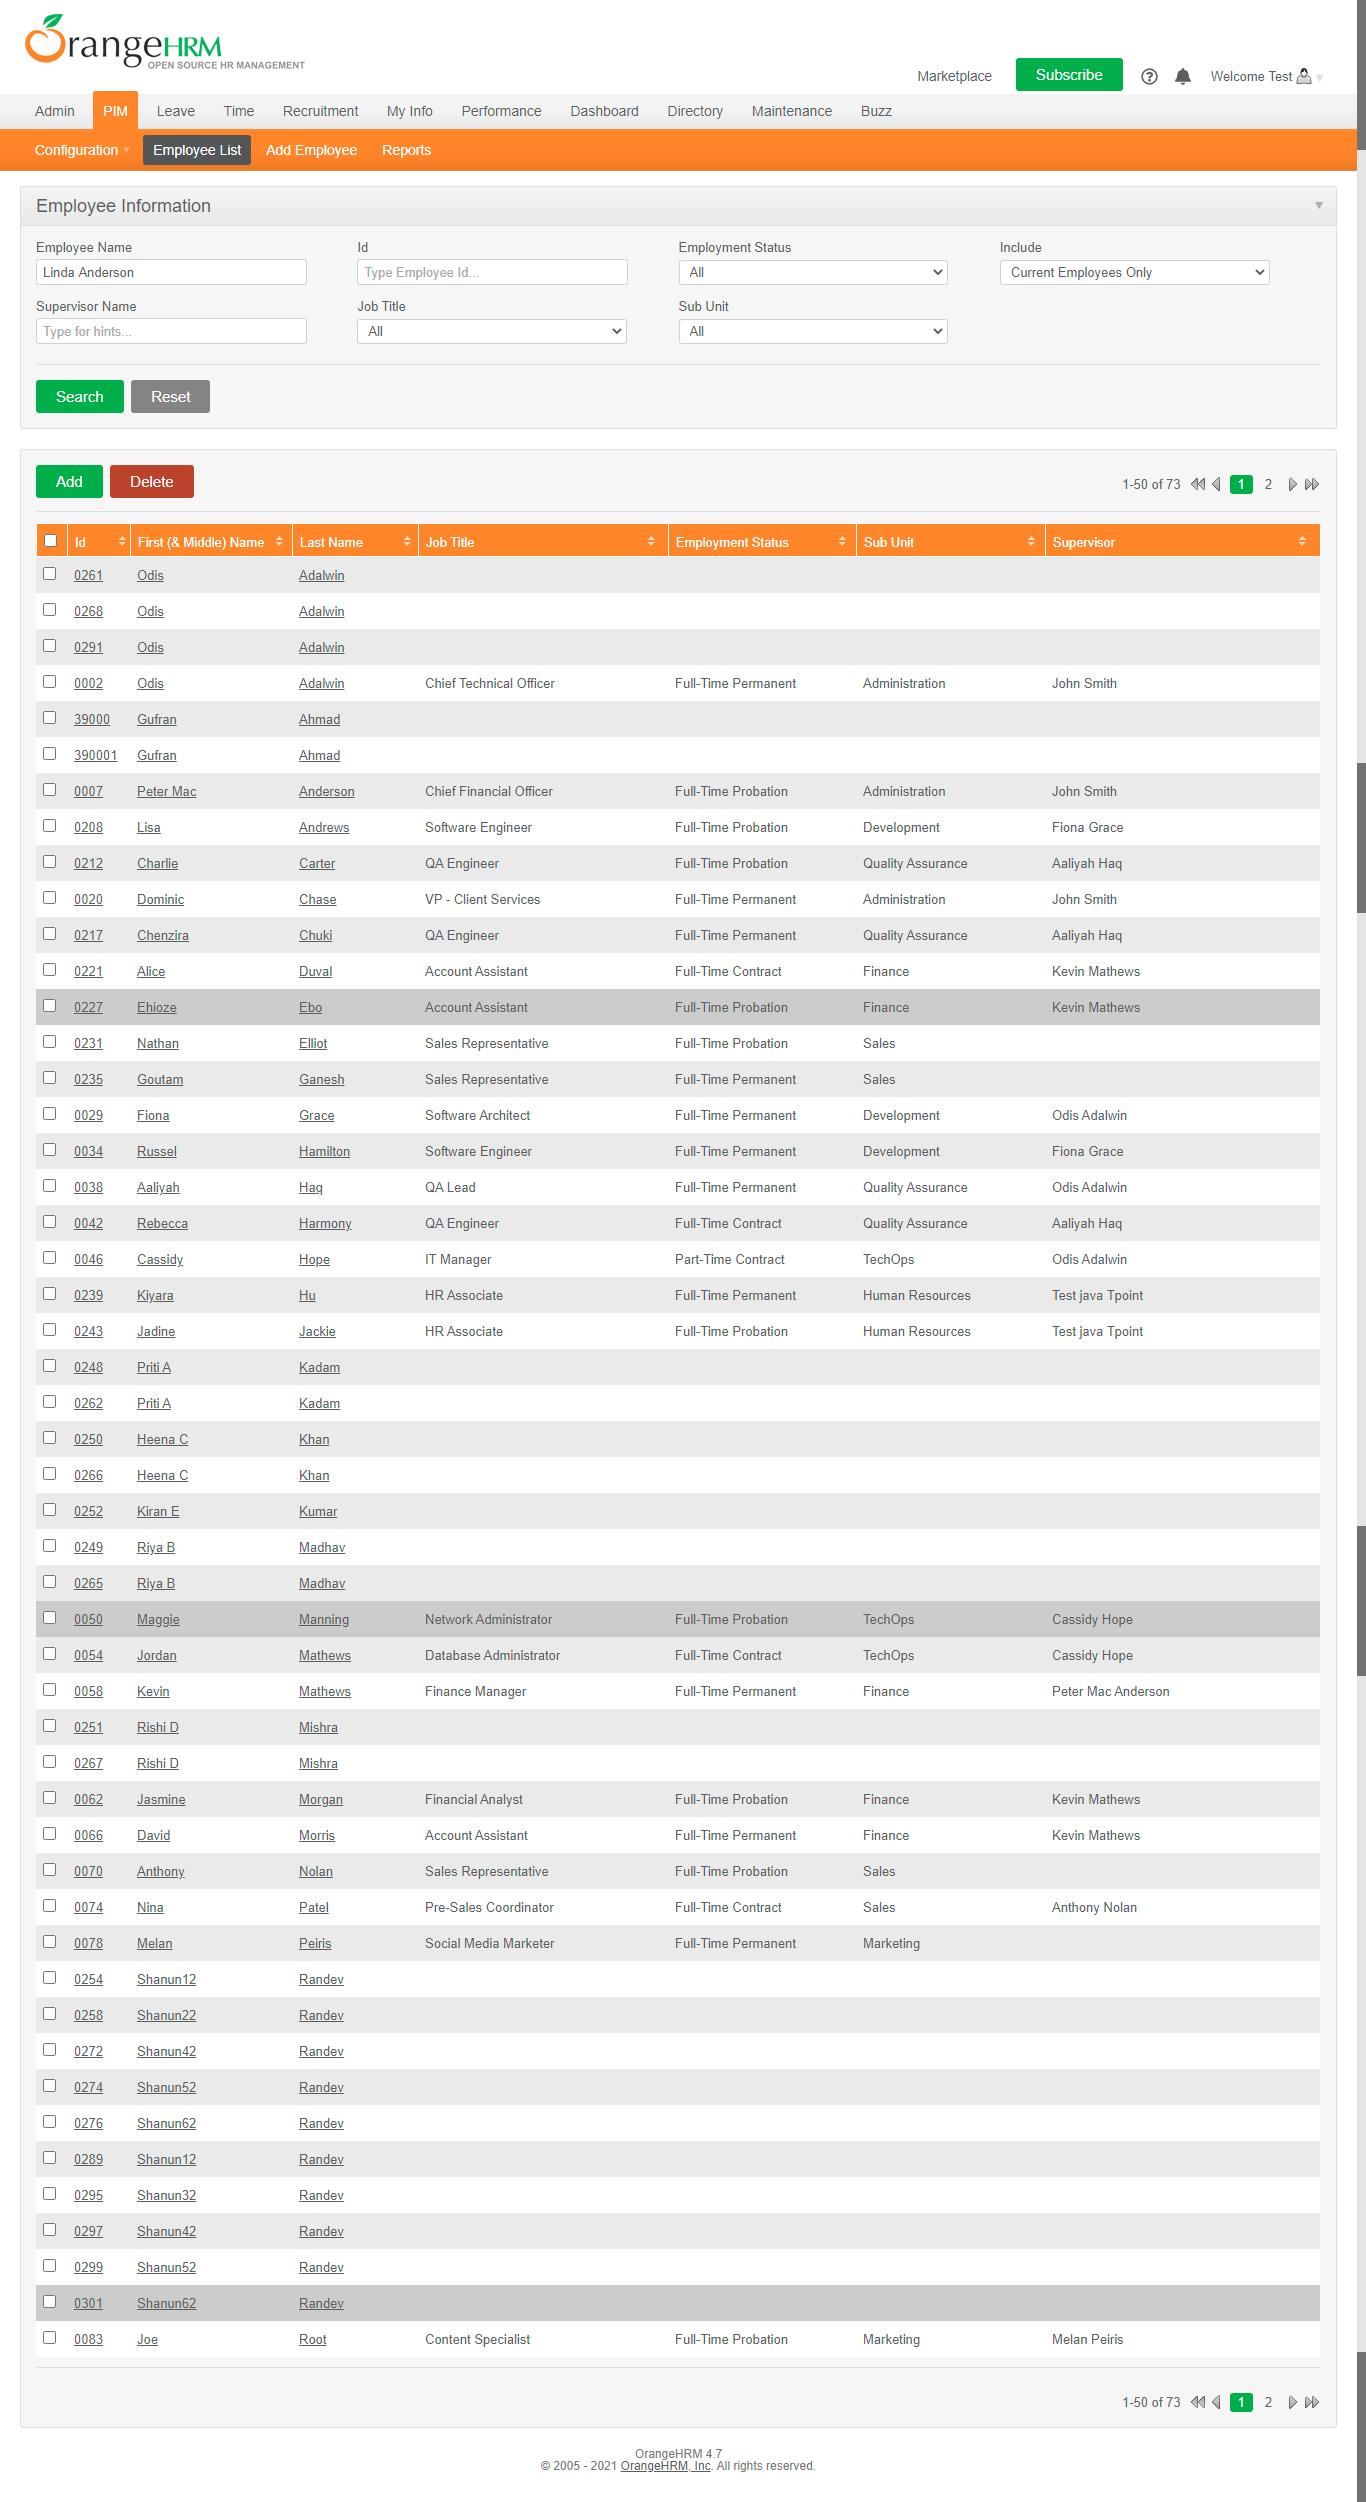 OrangeHRM
OPEN SOURCE HR MANAGEMENT
Marketplace Subscribe Welcome Test
Admin PIM Leave Time Recruitment My Info Performance Dashboard Directory Maintenance Buzz
Configuration Employee List Add Employee Reports
Employee Information
Employee Name Id Employment Status Include
Linda Anderson Type Employee Id... All Current Employees Only
Supervisor Name Job Title Sub Unit
Type for hints... All All
Search Reset
Add Delete 1-50 of 73 1 2
Id First (& Middle) Name Last Name Job Title Employment Status Sub Unit Supervisor
0261 Odis Adalwin
0268 Odis Adalwin
0291 Odis Adalwin
0002 Odis Adalwin Chief Technical Officer Full-Time Permanent Administration John Smith
39000 Gufran Ahmad
390001 Gufran Ahmad
0007 Peter Mac Anderson Chief Financial Officer Full-Time Probation Administration John Smith
0208 Lisa Andrews Software Engineer Full-Time Probation Development Fiona Grace
0212 Charlie Carter QA Engineer Full-Time Probation Quality Assurance Aaliyah Haq
0020 Dominic Chase VP - Client Services Full-Time Permanent Administration John Smith
0217 Chenzira Chuki QA Engineer Full-Time Permanent Quality Assurance Aaliyah Haq
0221 Alice Duval Account Assistant Full-Time Contract Finance Kevin Mathews
0227 Ehioze Ebo Account Assistant Full-Time Probation Finance Kevin Mathews
0231 Nathan Elliot Sales Representative Full-Time Probation Sales
0235 Goutam Ganesh Sales Representative Full-Time Permanent Sales
0029 Fiona Grace Software Architect Full-Time Permanent Development Odis Adalwin
0034 Russel Hamilton Software Engineer Full-Time Permanent Development Fiona Grace
0038 Aaliyah Haq QA Lead Full-Time Permanent Quality Assurance Odis Adalwin
0042 Rebecca Harmony QA Engineer Full-Time Contract Quality Assurance Aaliyah Haq
0046 Cassidy Hope IT Manager Part-Time Contract TechOps Odis Adalwin
0239 Kiyara Hu HR Associate Full-Time Permanent Human Resources Test java Tpoint
0243 Jadine Jackie HR Associate Full-Time Probation Human Resources Test java Tpoint
0248 Priti A Kadam
0262 Priti A Kadam
0250 Heena C Khan
0266 Heena C Khan
0252 Kiran E Kumar
0249 Riya B Madhav
0265 Riya B Madhav
0050 Maggie Manning Network Administrator Full-Time Probation TechOps Cassidy Hope
0054 Jordan Mathews Database Administrator Full-Time Contract TechOps Cassidy Hope
0058 Kevin Mathews Finance Manager Full-Time Permanent Finance Peter Mac Anderson
0251 Rishi D Mishra
0267 Rishi D Mishra
0062 Jasmine Morgan Financial Analyst Full-Time Probation Finance Kevin Mathews
0066 David Morris Account Assistant Full-Time Permanent Finance Kevin Mathews
0070 Anthony Nolan Sales Representative Full-Time Probation Sales
0074 Nina Patel Pre-Sales Coordinator Full-Time Contract Sales Anthony Nolan
0078 Melan Peiris Social Media Marketer Full-Time Permanent Marketing
0254 Shanun12 Randev
0258 Shanun22 Randev
0272 Shanun42 Randev
0274 Shanun52 Randev
0276 Shanun62 Randev
0289 Shanun12 Randev
0295 Shanun32 Randev
0297 Shanun42 Randev
0299 Shanun52 Randev
0301 Shanun62 Randev
0083 Joe Root Content Specialist Full-Time Probation Marketing Melan Peiris
1-50 of 73 1 2
OrangeHRM 4.7
© 2005 - 2021 OrangeHRM, Inc. All rights reserved.